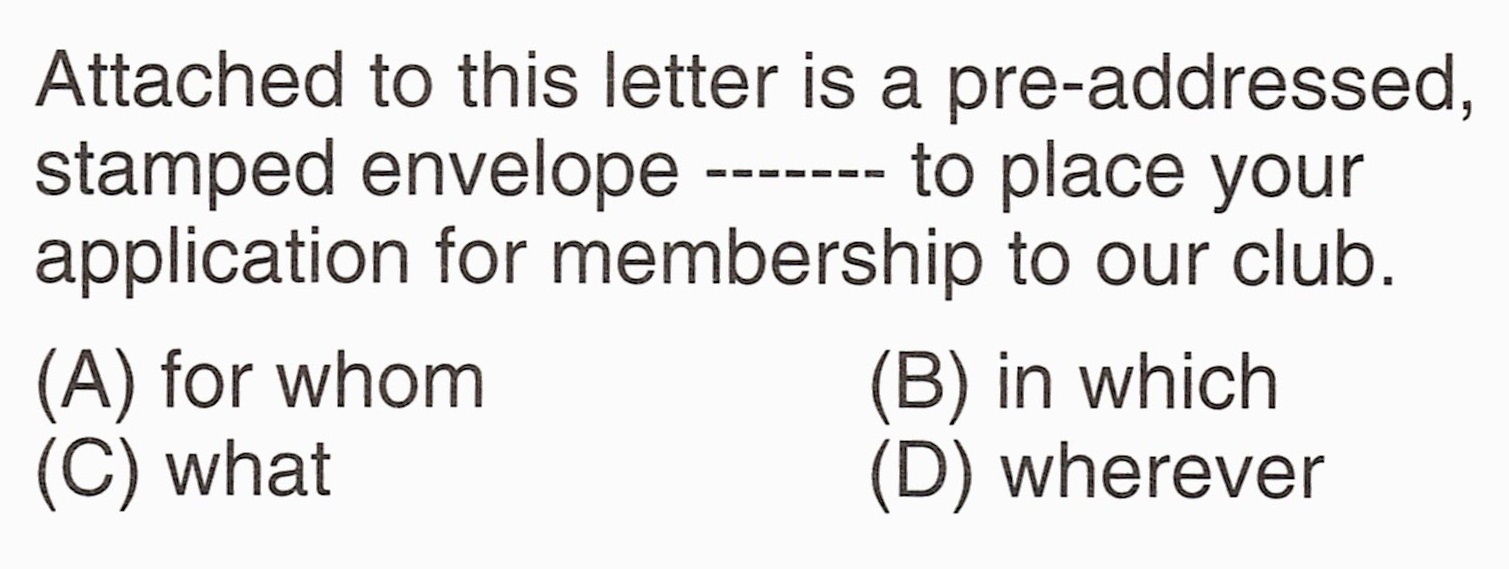 Attached to this letter is a pre-addressed,
stamped envelope ------- to place your
application for membership to our club.
(A) for whom (B) in which
(C) what (D) wherever